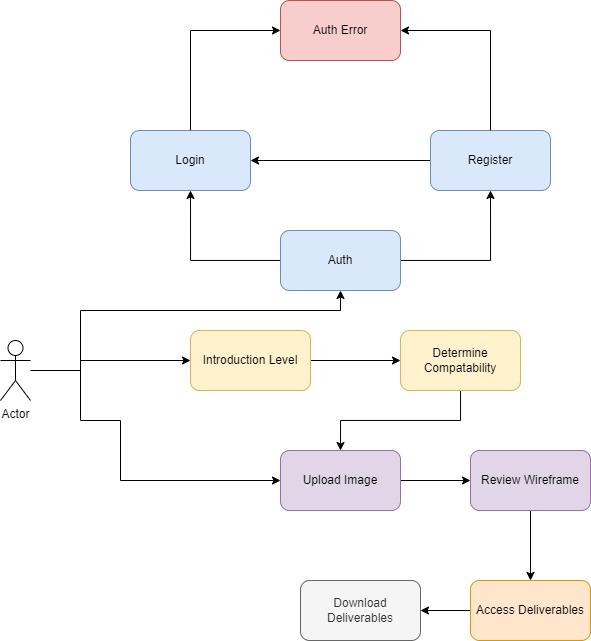 Auth Error
Login
Register
Auth
Introduction Level
Determine
Compatability
Actor
Upload Image
Review Wireframe
Download
Deliverables
Access Deliverables